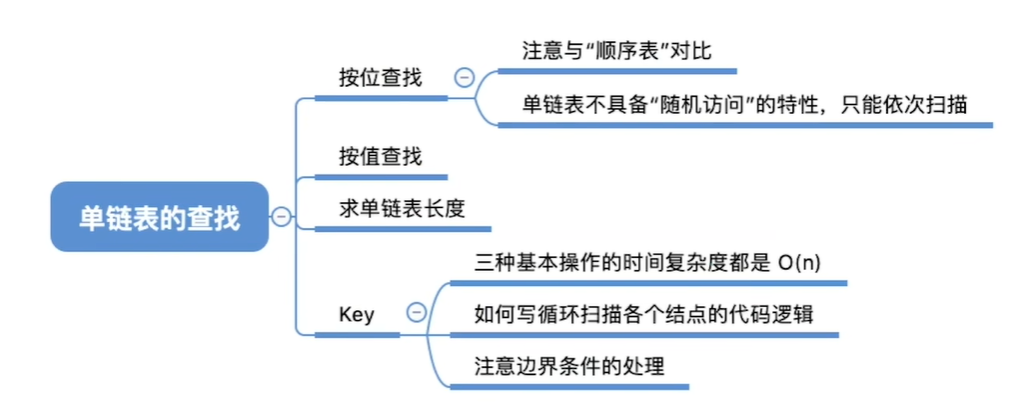 单链表的查找
按位查找
注意与“顺序表”对比
单链表不具备“随机访问”的特性，只能依次扫描
按值查找
求单链表长度
Key
三种基本操作的时间复杂度都是 O(n)
如何写循环扫描各个结点的代码逻辑
注意边界条件的处理